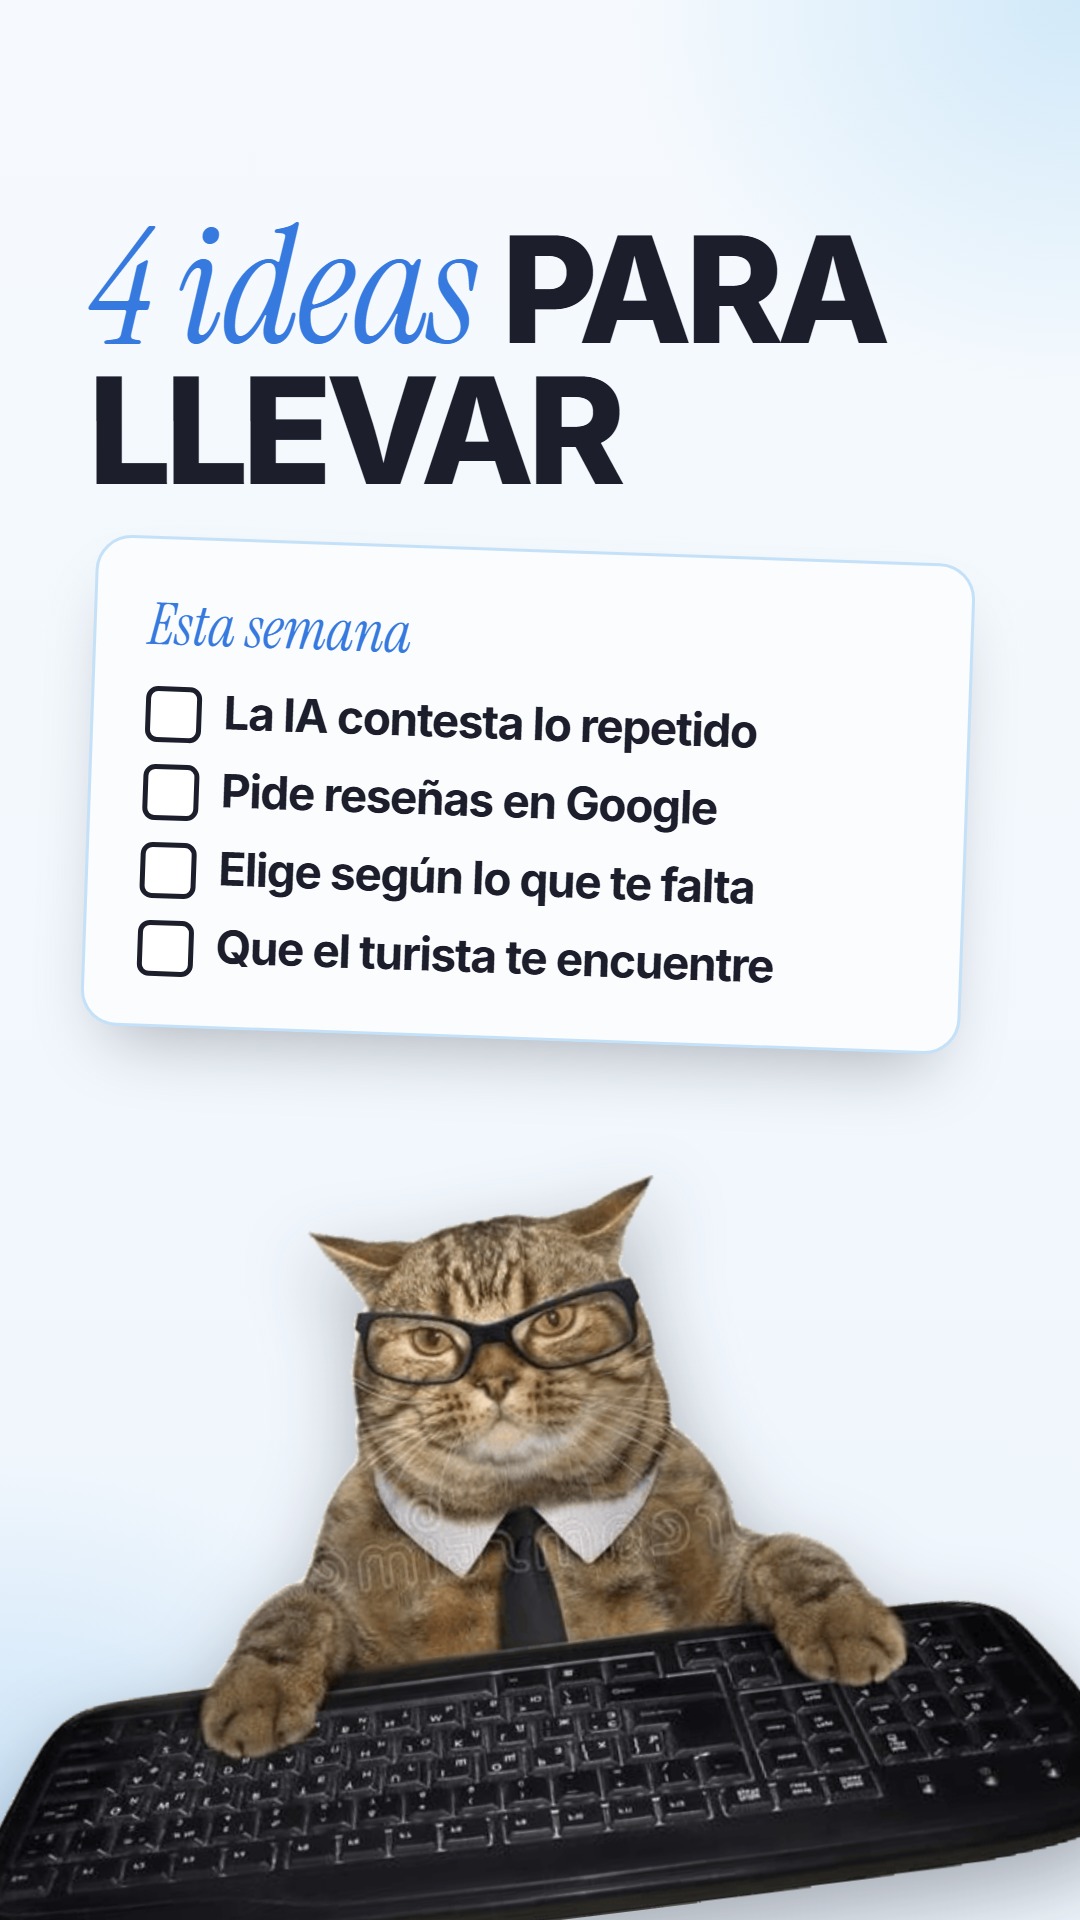 4 ideas PARA
LLEVAR
Esta semana
La IA contesta lo repetido
Pide reseñas en Google
Elige según lo que te falta
Que el turista te encuentre